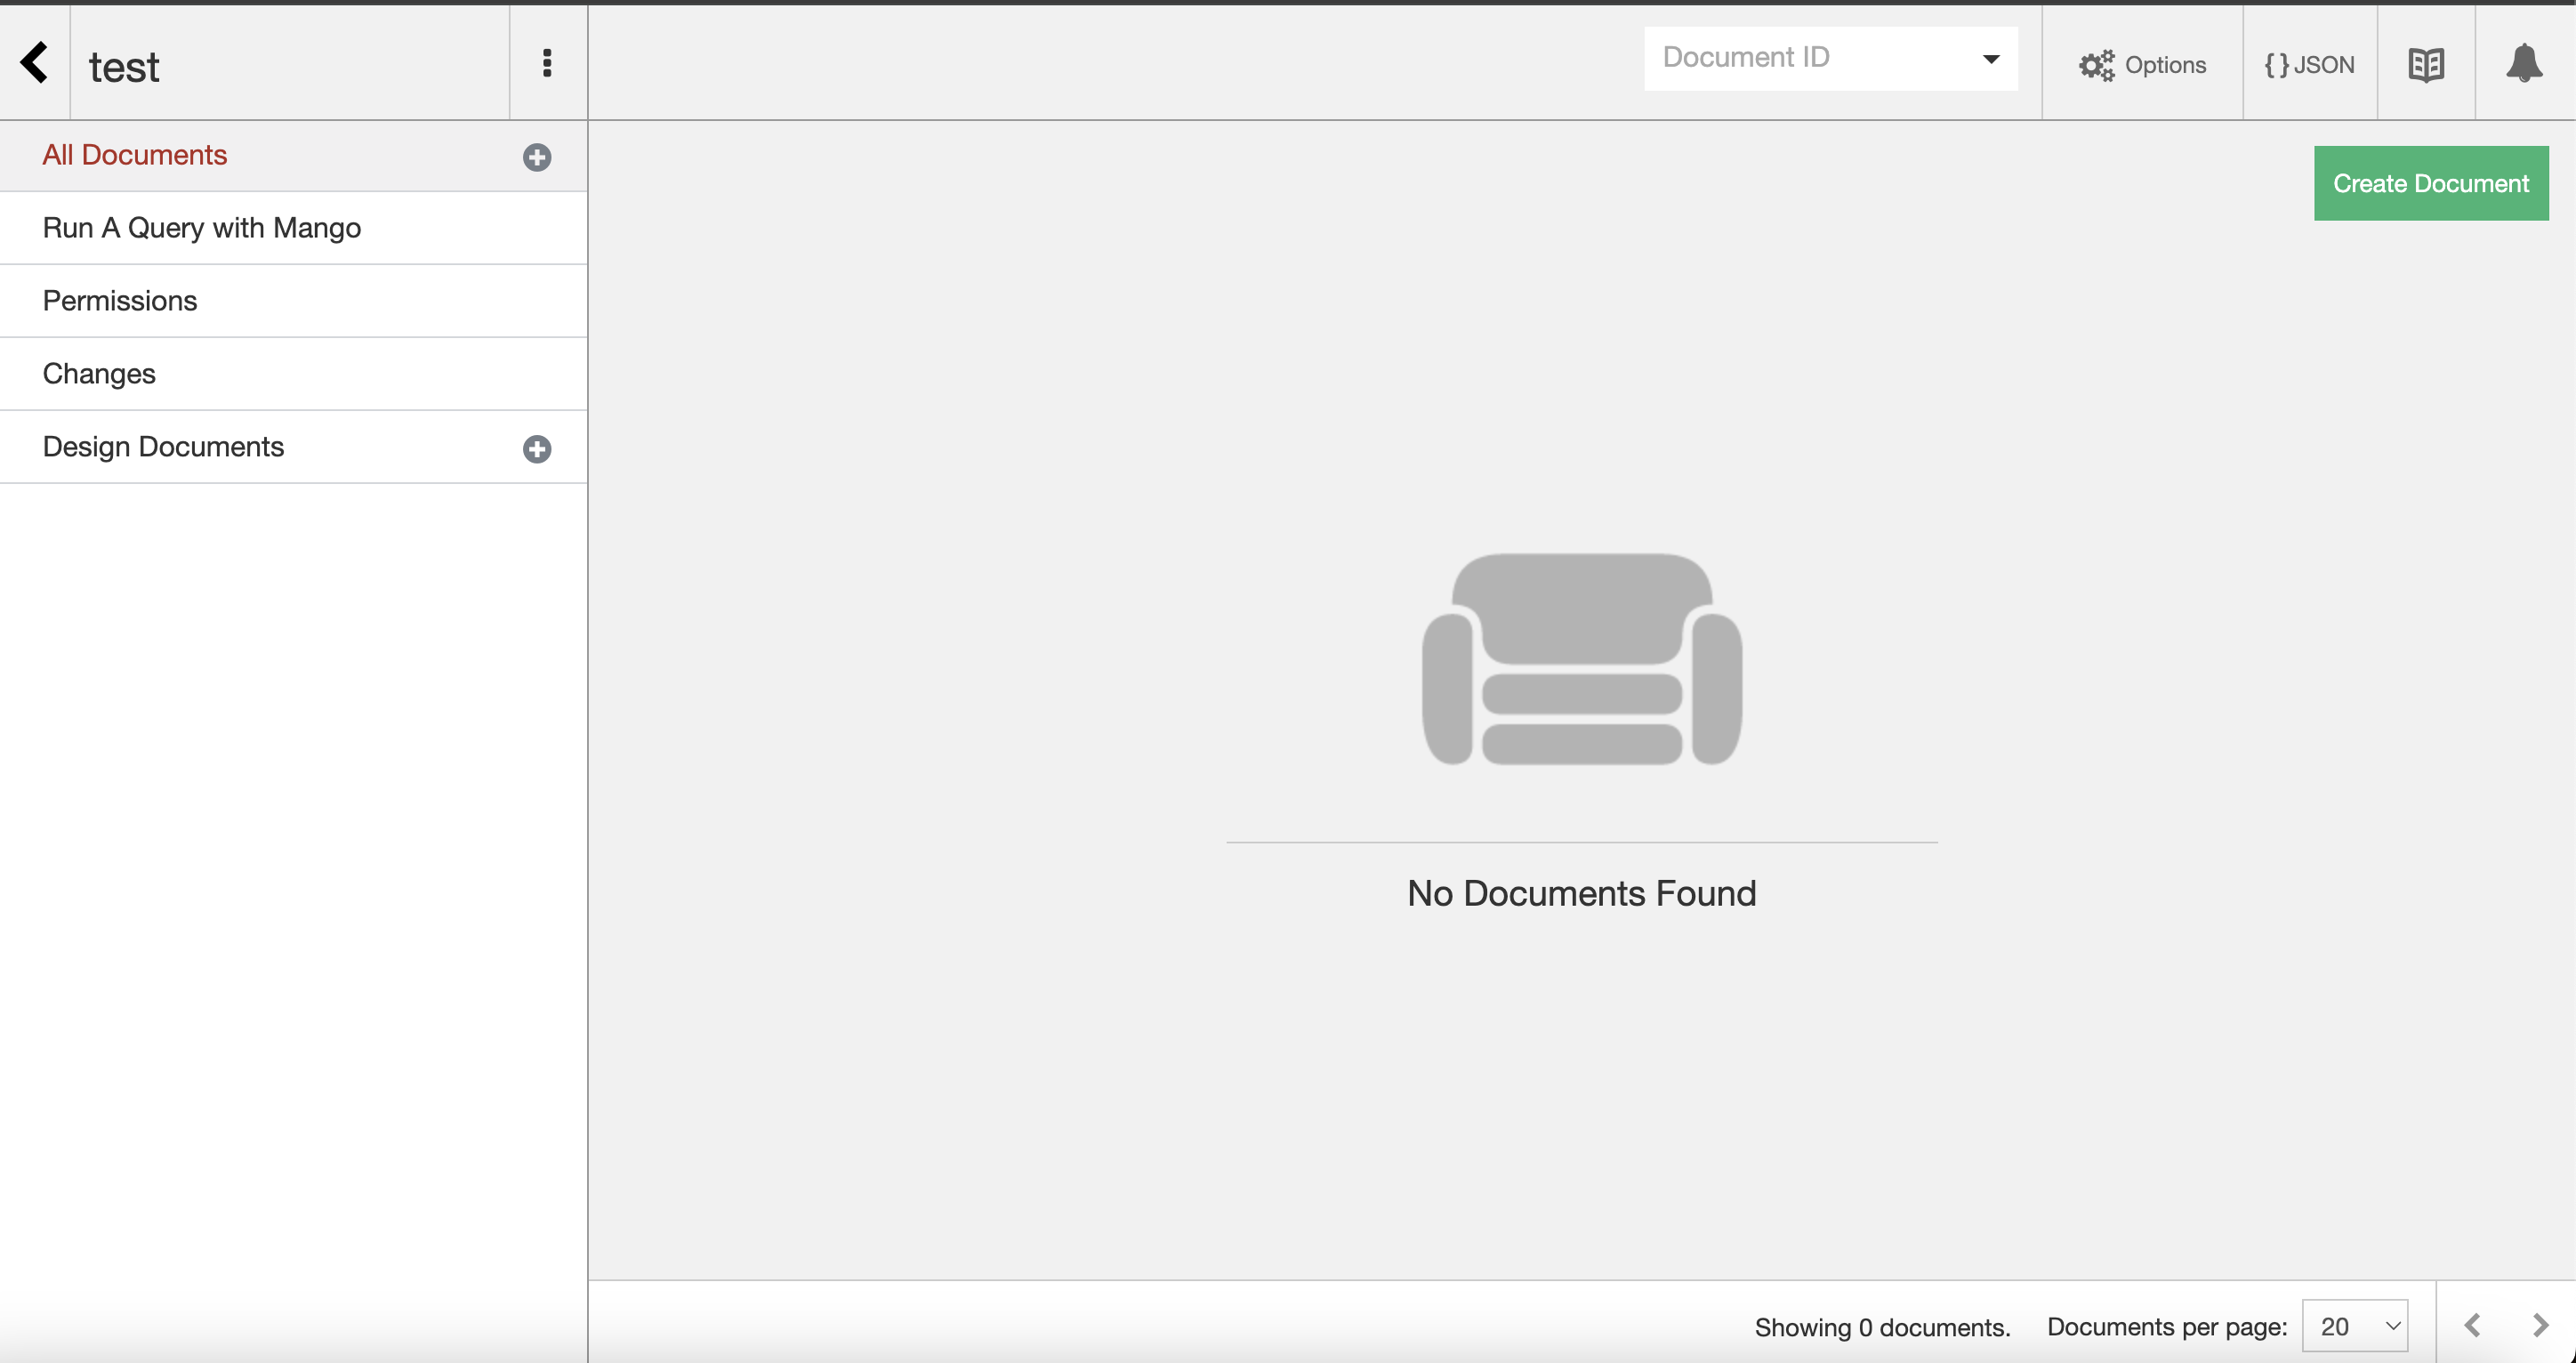 test
Document ID
Options
{ } JSON
All Documents
Create Document
Run A Query with Mango
Permissions
Changes
Design Documents
No Documents Found
Showing 0 documents.
Documents per page: 20